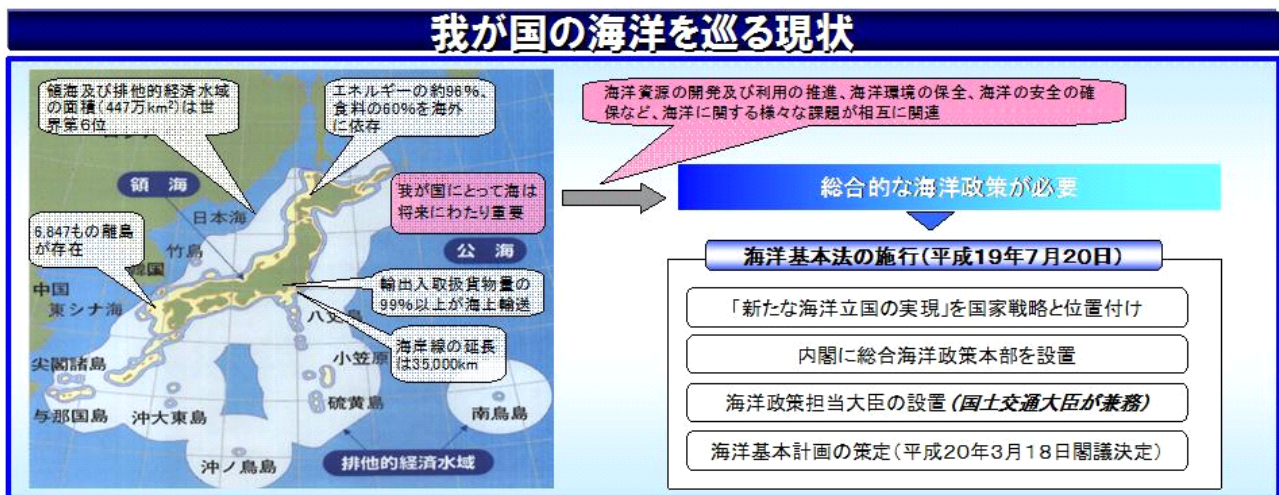 我が国の海洋を巡る現状
領海及び排他的経済水域
の面積(447万km²)は世
界第6位
エネルギーの約96%、
食料の60%を海外
に依存
領海
日本海
我が国にとって海は
将来にわたり重要
6,847もの離島
が存在
竹島
韓国
公海
中国
東シナ海
輸出入取扱貨物量の
99%以上が海上輸送
八丈島
海岸線の延長
は35,000km
小笠原
尖閣諸島
硫黄島
与那国島
沖大東島
南鳥島
沖ノ鳥島
排他的経済水域
海洋資源の開発及び利用の推進、海洋環境の保全、海洋の安全の確
保など、海洋に関する様々な課題が相互に関連
総合的な海洋政策が必要
海洋基本法の施行(平成19年7月20日)
「新たな海洋立国の実現」を国家戦略と位置付け
内閣に総合海洋政策本部を設置
海洋政策担当大臣の設置(国土交通大臣が兼務)
海洋基本計画の策定(平成20年3月18日閣議決定)